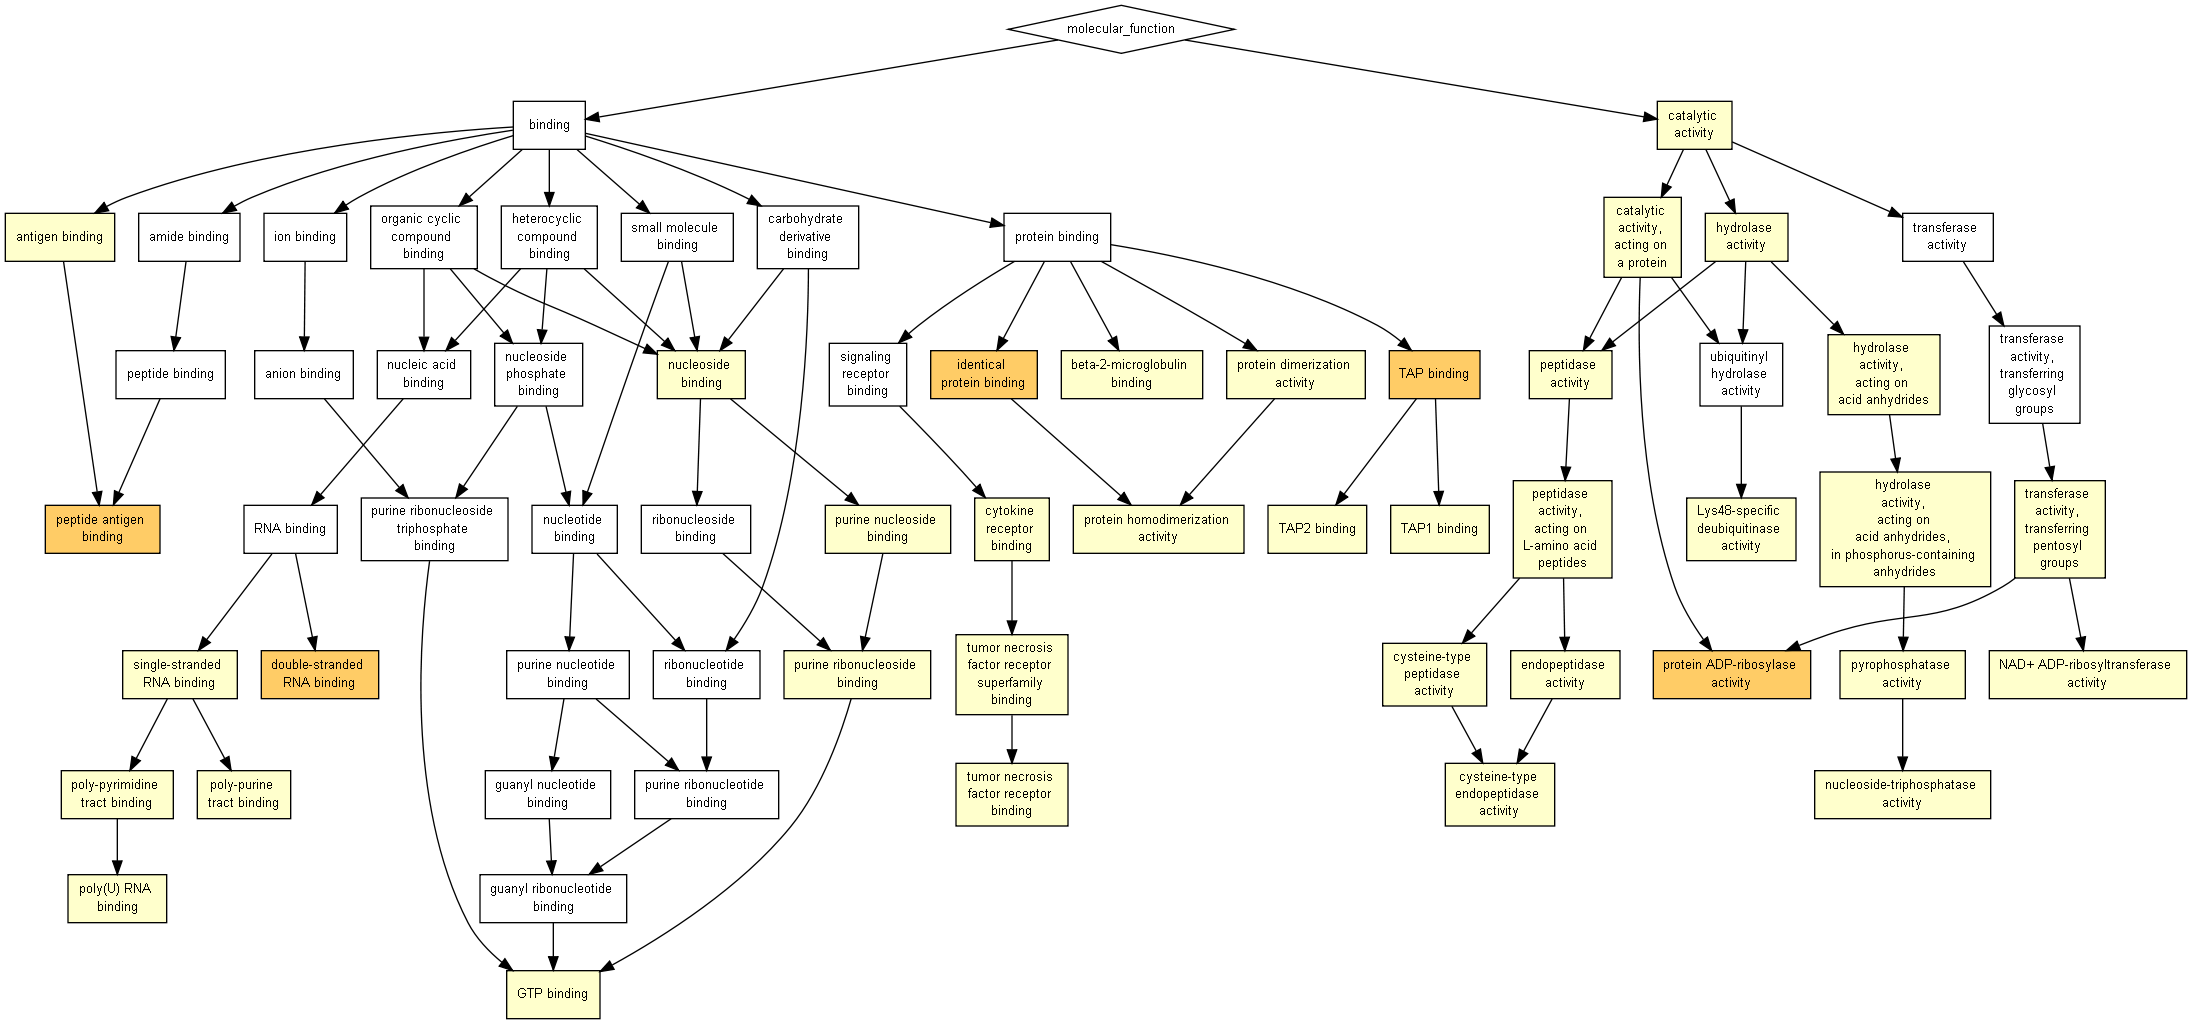 molecular_function
binding
catalytic
activity
antigen binding
amide binding
ion binding
organic cyclic
compound
binding
heterocyclic
compound
binding
small molecule
binding
carbohydrate
derivative
binding
protein binding
catalytic
activity,
acting on
a protein
hydrolase
activity
transferase
activity
peptide binding
anion binding
nucleic acid
binding
nucleoside
phosphate
binding
nucleoside
binding
signaling
receptor
binding
identical
protein binding
beta-2-microglobulin
binding
protein dimerization
activity
TAP binding
peptidase
activity
ubiquitinyl
hydrolase
activity
hydrolase
activity,
acting on
acid anhydrides
transferase
activity,
transferring
glycosyl
groups
peptide antigen
binding
RNA binding
purine ribonucleoside
triphosphate
binding
nucleotide
binding
ribonucleoside
binding
purine nucleoside
binding
cytokine
receptor
binding
protein homodimerization
activity
TAP2 binding
TAP1 binding
peptidase
activity,
acting on
L-amino acid
peptides
Lys48-specific
deubiquitinase
activity
hydrolase
activity,
acting on
acid anhydrides,
in phosphorus-containing
anhydrides
transferase
activity,
transferring
pentosyl
groups
single-stranded
RNA binding
double-stranded
RNA binding
purine nucleotide
binding
ribonucleotide
binding
purine ribonucleoside
binding
tumor necrosis
factor receptor
superfamily
binding
cysteine-type
peptidase
activity
endopeptidase
activity
protein ADP-ribosylase
activity
pyrophosphatase
activity
NAD+ ADP-ribosyltransferase
activity
poly-pyrimidine
tract binding
poly-purine
tract binding
guanyl nucleotide
binding
purine ribonucleotide
binding
tumor necrosis
factor receptor
binding
cysteine-type
endopeptidase
activity
nucleoside-triphosphatase
activity
poly(U) RNA
binding
guanyl ribonucleotide
binding
GTP binding